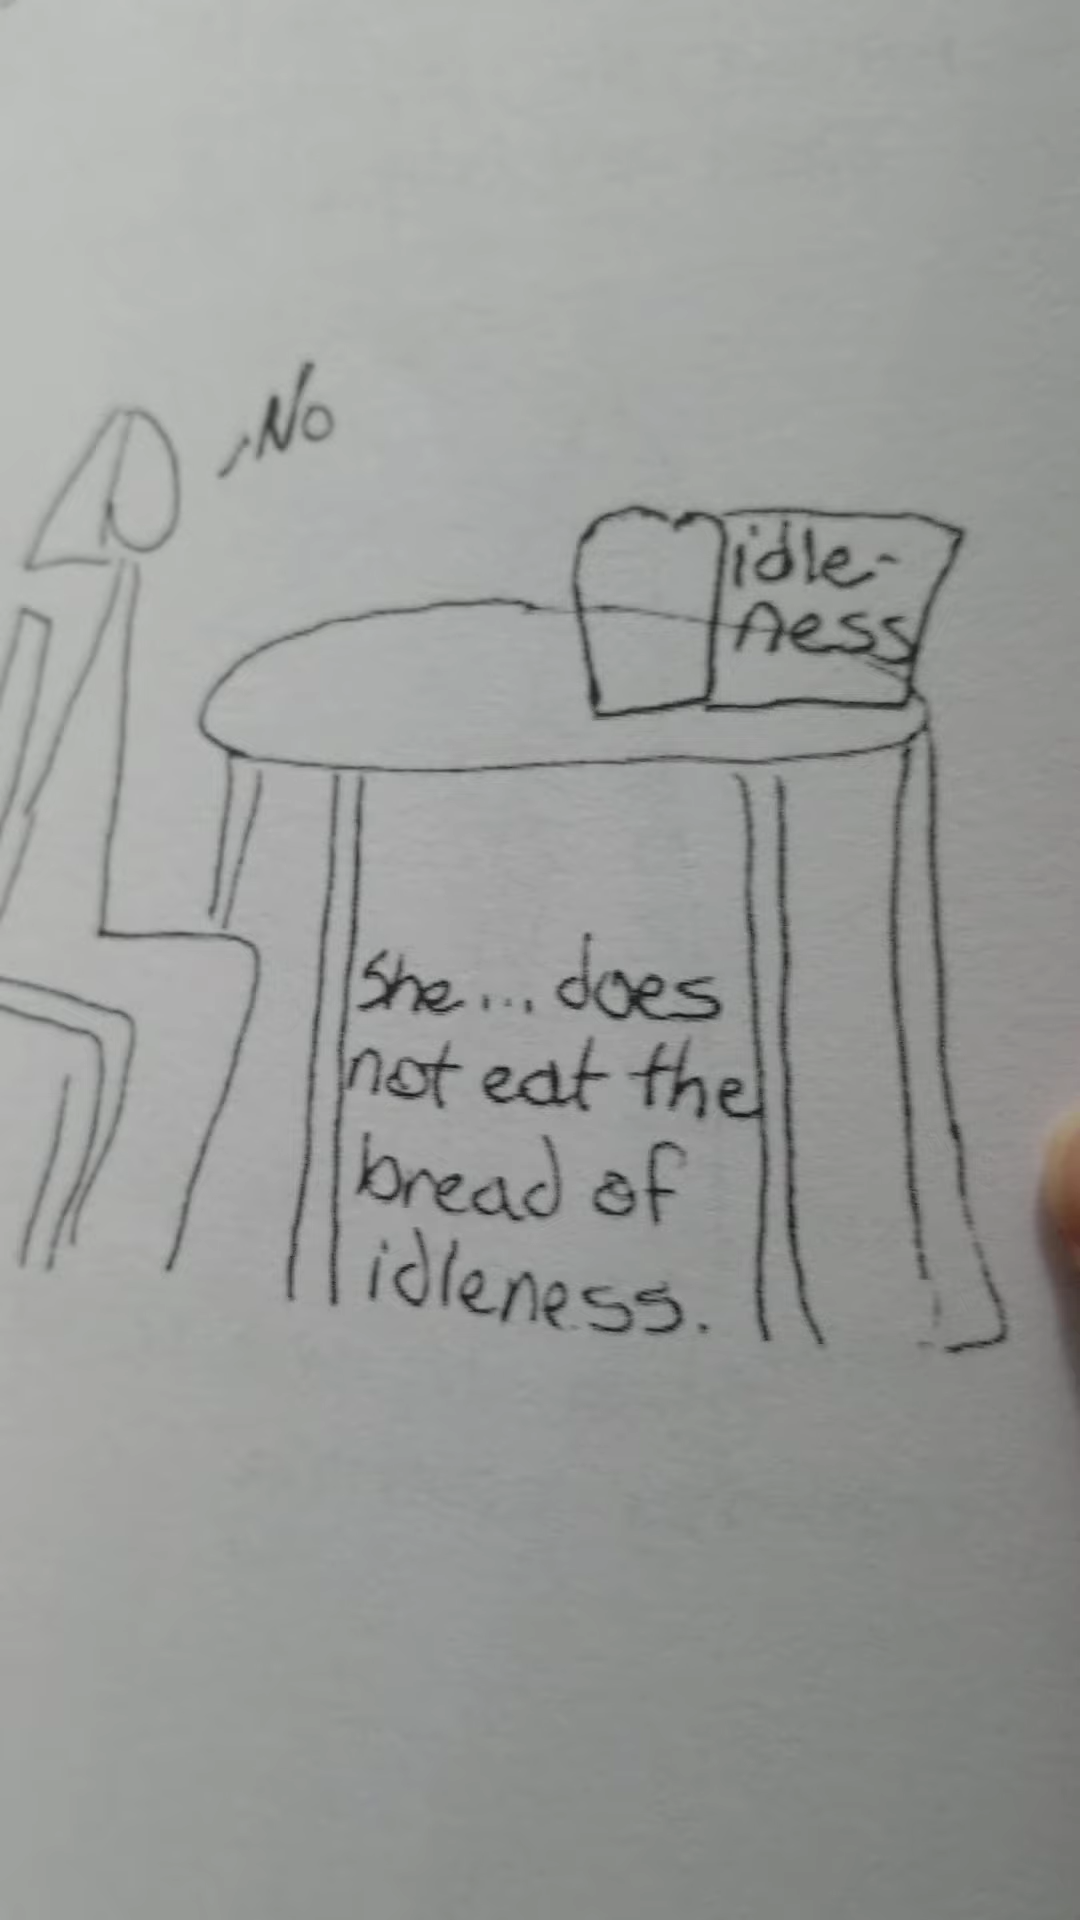 No
idle-
ness
She... does
not eat the
bread of
idleness.